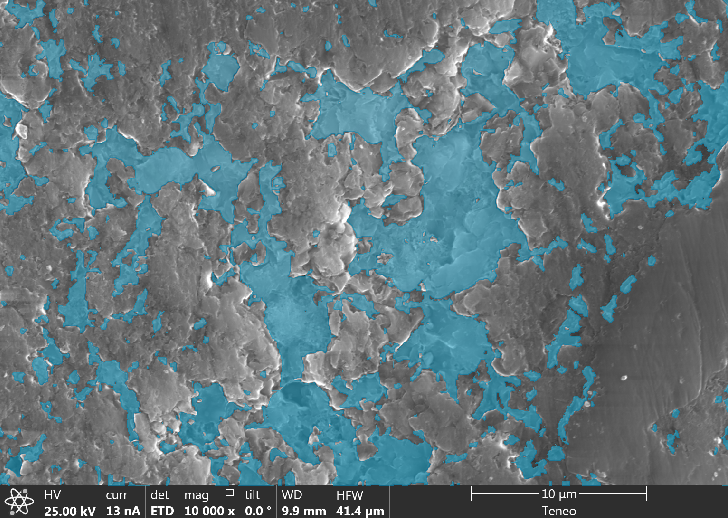 HV curr det mag tilt WD HFW 10 µm
25.00 kV 13 nA ETD 10 000 x 0.0 ° 9.9 mm 41.4 µm Tenco